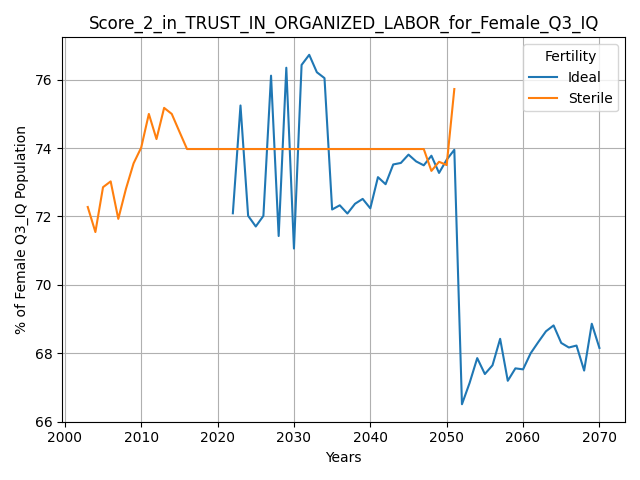 Score_2_in_TRUST_IN_ORGANIZED_LABOR_for_Female_Q3_IQ
Fertility
Ideal
Sterile
% of Female Q3_IQ Population
76
74
72
70
68
66
2000 2010 2020 2030 2040 2050 2060 2070
Years